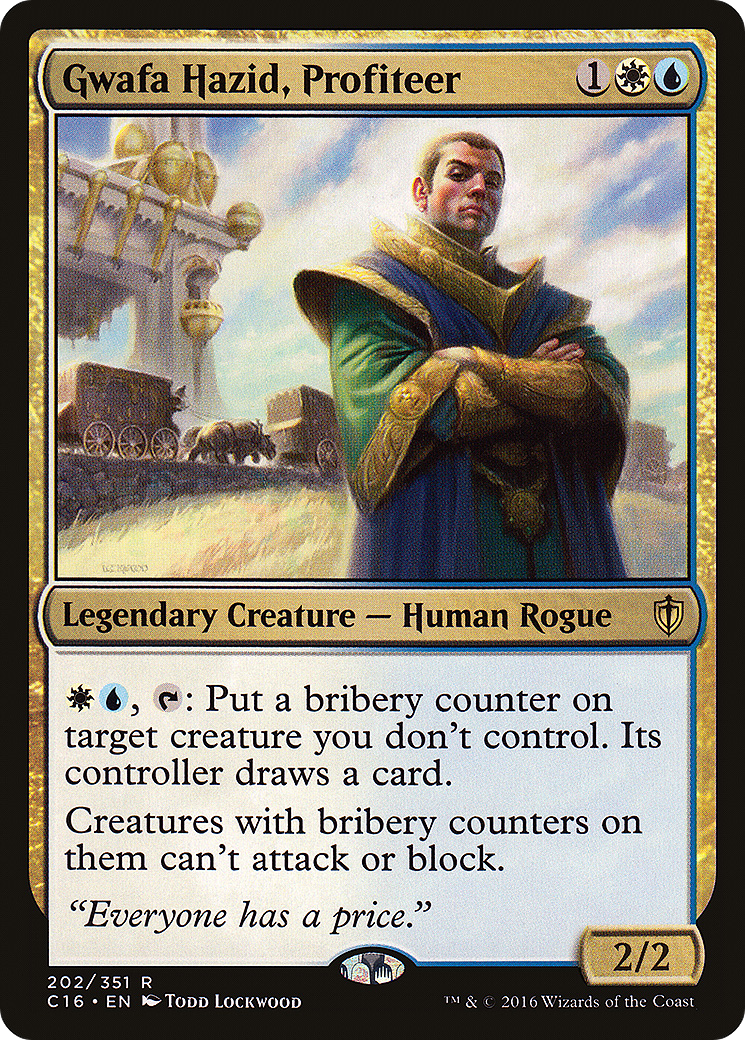 Gwafa Hazid, Profiteer 1
Legendary Creature — Human Rogue
, : Put a bribery counter on
target creature you don't control. Its
controller draws a card.
Creatures with bribery counters on
them can't attack or block.
“Everyone has a price.”
2/2
202/351 R
C16 • EN Todd Lockwood
™ & © 2016 Wizards of the Coast